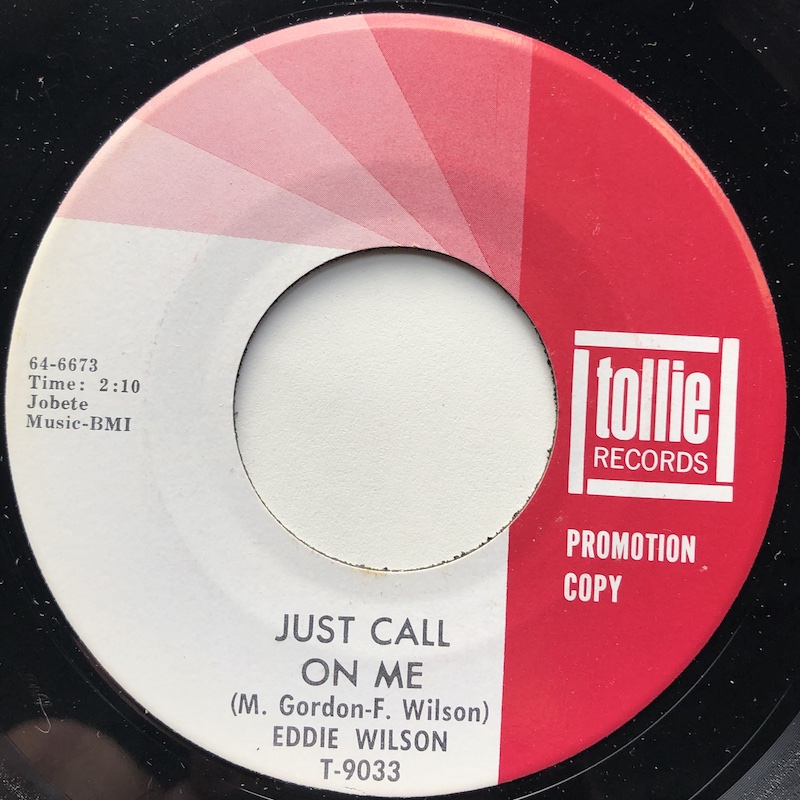 64-6673
Time: 2:10
Jobete
Music-BMI
tollie
RECORDS
PROMOTION
COPY
JUST CALL
ON ME
(M. Gordon-F. Wilson)
EDDIE WILSON
T-9033